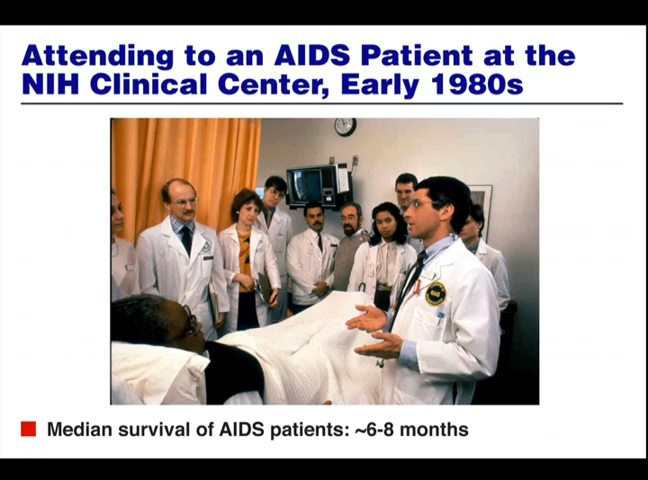 Attending to an AIDS Patient at the
NIH Clinical Center, Early 1980s
Median survival of AIDS patients: ~6-8 months